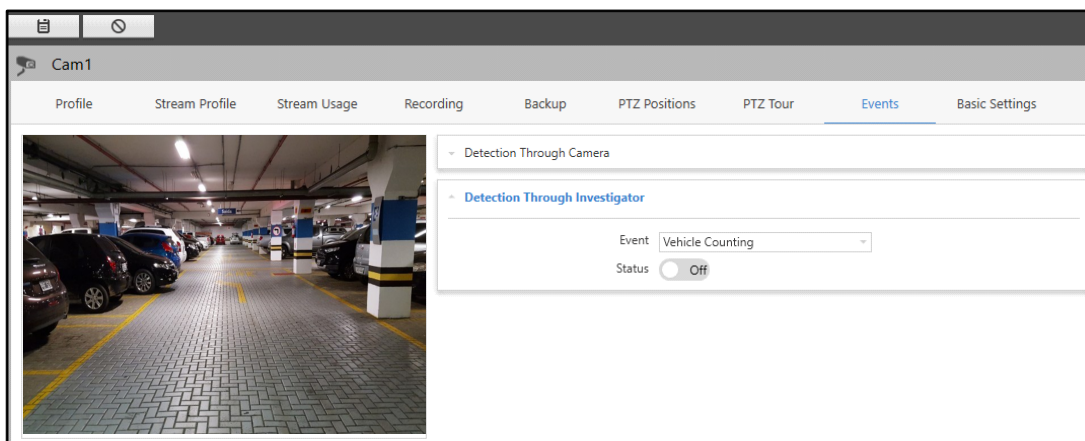 Cam1
Profile Stream Profile Stream Usage Recording Backup PTZ Positions PTZ Tour Events Basic Settings
Detection Through Camera
Detection Through Investigator
Event Vehicle Counting
Status Off